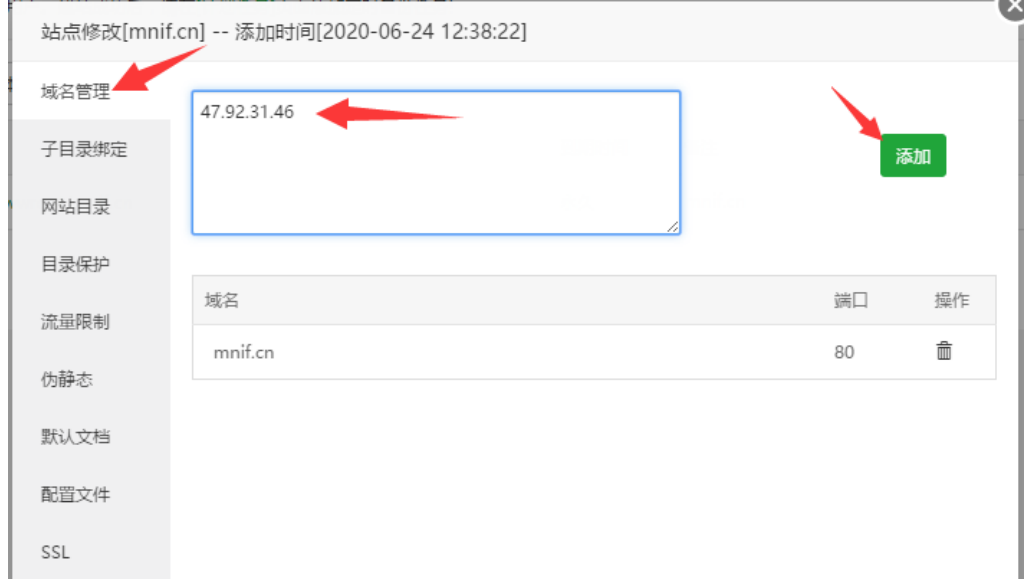 站点修改[mnif.cn] -- 添加时间[2020-06-24 12:38:22]
域名管理
47.92.31.46
添加
子目录绑定
网站目录
目录保护
域名 端口 操作
流量限制
mnif.cn 80
伪静态
默认文档
配置文件
SSL